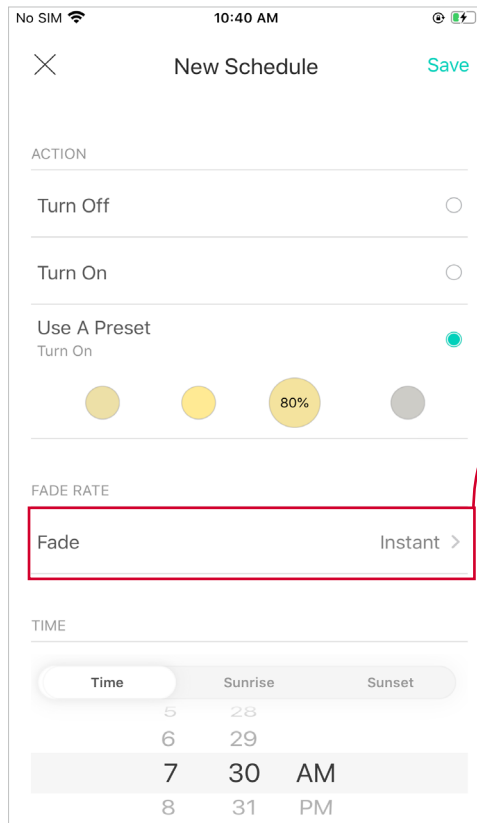 No SIM 10:40 AM
New Schedule Save
ACTION
Turn Off
Turn On
Use A Preset
Turn On
80%
FADE RATE
Fade Instant
TIME
Time Sunrise Sunset
5 28
6 29
7 30 AM
8 31 PM